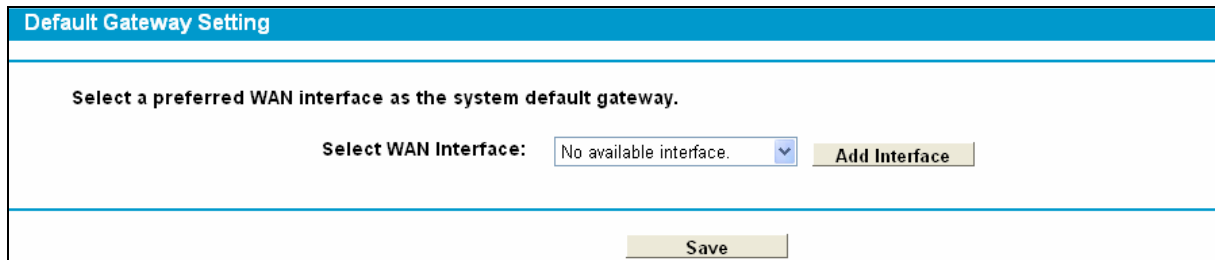 Default Gateway Setting
Select a preferred WAN interface as the system default gateway.
Select WAN Interface: No available interface. Add Interface
Save